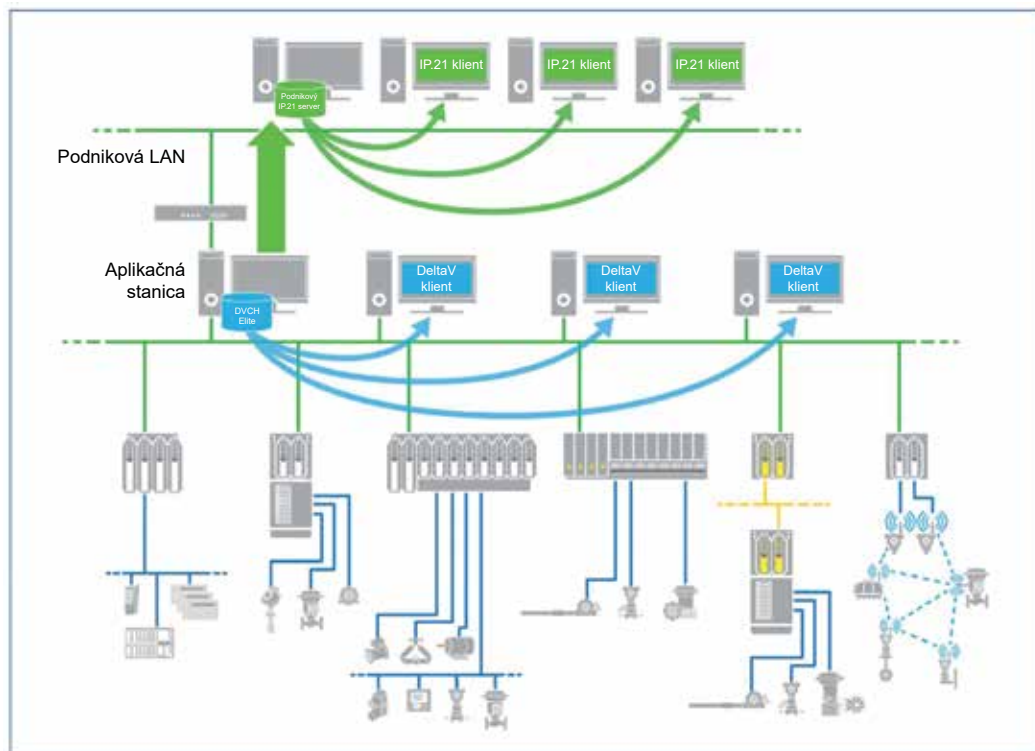 IP.21 klient
IP.21 klient
IP.21 klient
Podnikový
IP.21 server
Podniková LAN
Aplikačná
stanica
DeltaV
klient
DeltaV
klient
DeltaV
klient
DVCH
Elite